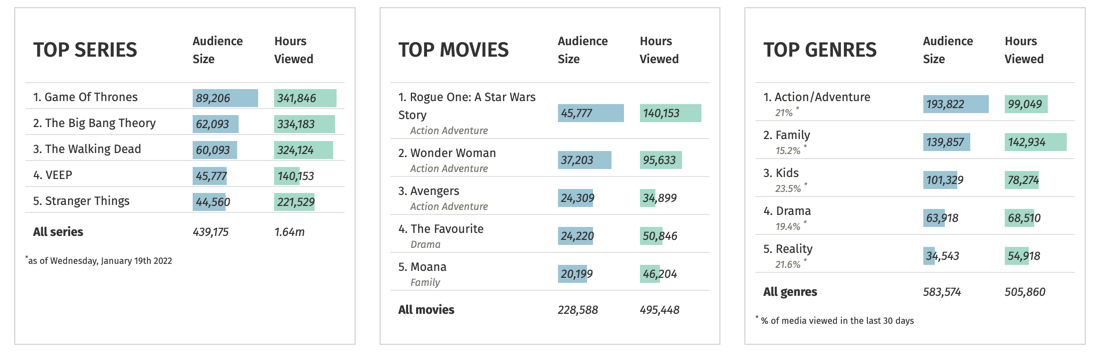 TOP SERIES
Audience Size
Hours Viewed
1. Game Of Thrones 89,206 341,846
2. The Big Bang Theory 62,093 334,183
3. The Walking Dead 60,093 324,124
4. VEEP 45,777 140,153
5. Stranger Things 44,560 221,529
All series 439,175 1.64m
*as of Wednesday, January 19th 2022
TOP MOVIES
Audience Size
Hours Viewed
1. Rogue One: A Star Wars
Story 45,777 140,153
Action Adventure
2. Wonder Woman 37,203 95,633
Action Adventure
3. Avengers 24,309 34,899
Action Adventure
4. The Favourite 24,220 50,846
Drama
5. Moana 20,199 46,204
Family
All movies 228,588 495,448
TOP GENRES
Audience Size
Hours Viewed
1. Action/Adventure 193,822 99,049
21% *
2. Family 139,857 142,934
15.2% *
3. Kids 101,329 78,274
23.5% *
4. Drama 63,918 68,510
19.4% *
5. Reality 34,543 54,918
21.6% *
All genres 583,574 505,860
* % of media viewed in the last 30 days